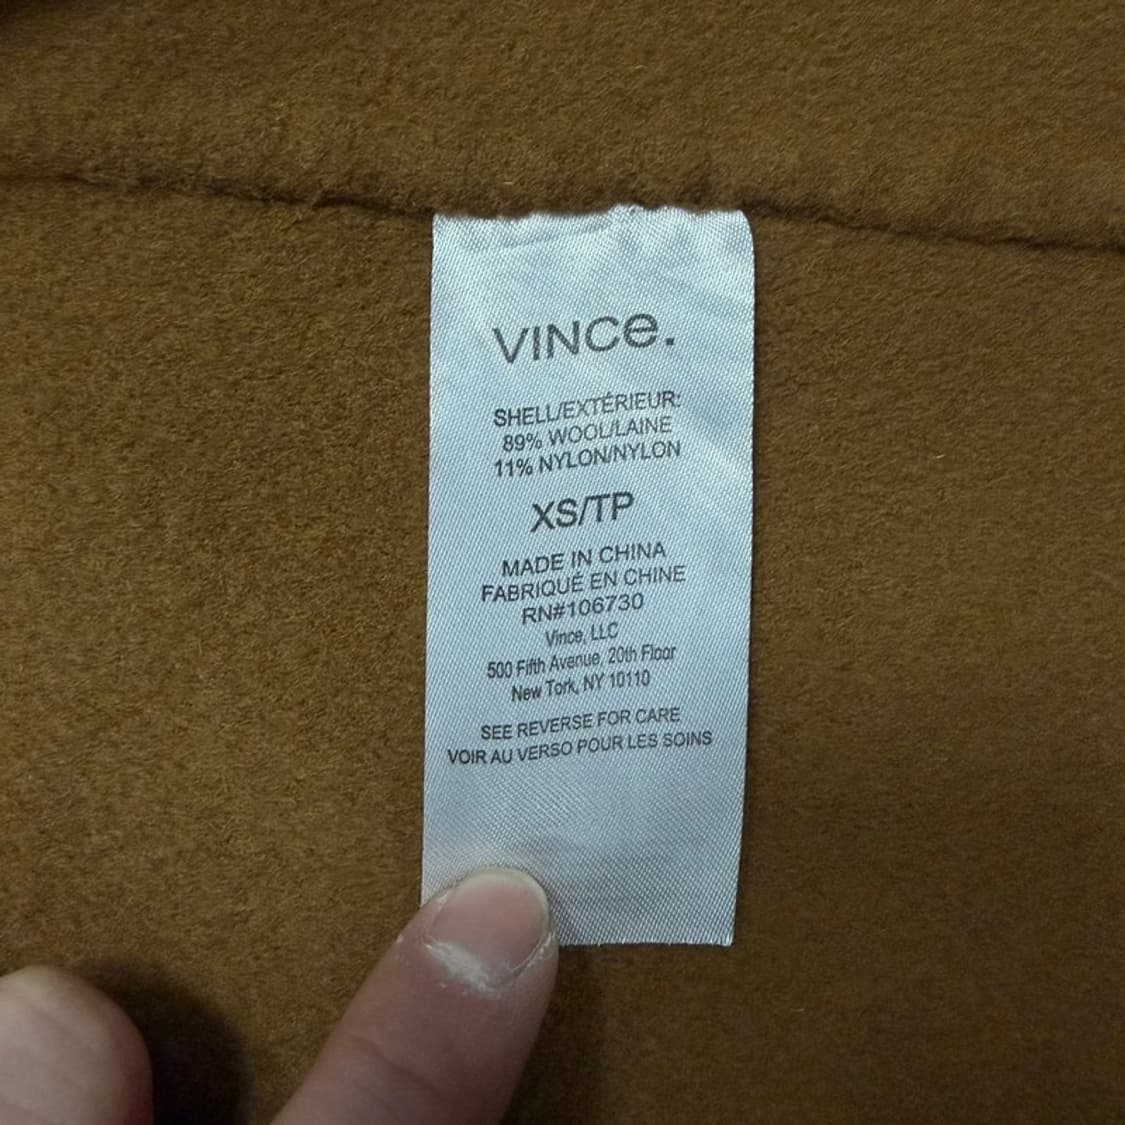 VINCe.
SHELL/EXTÉRIEUR:
89% WOOL/LAINE
11% NYLON/NYLON
XS/TP
MADE IN CHINA
FABRIQUÉ EN CHINE
RN#106730
Vince, LLC
500 Fifth Avenue, 20th Floor
New Tork, NY 10110
SEE REVERSE FOR CARE
VOIR AU VERSO POUR LES SOINS